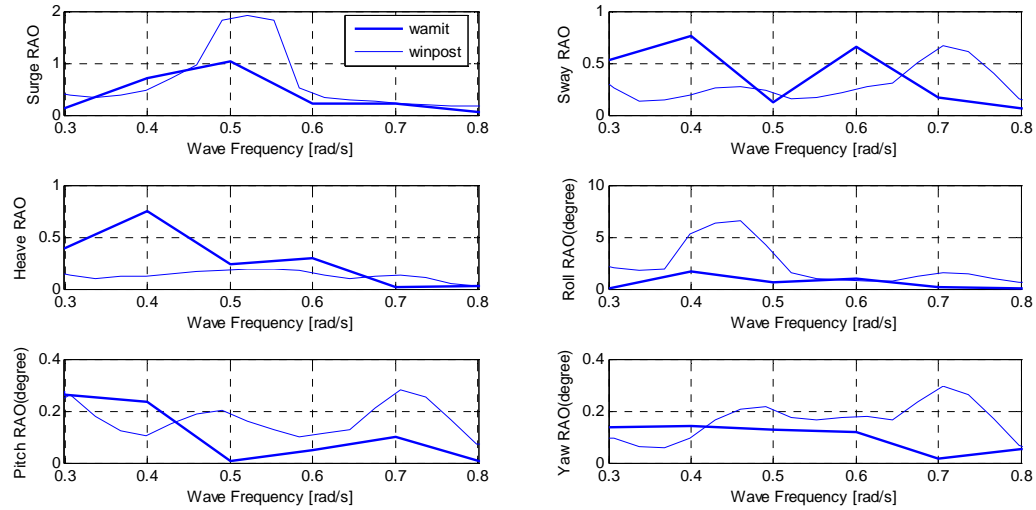 Surge RAO
2
1
0
0.3 0.4 0.5 0.6 0.7 0.8
Wave Frequency [rad/s]
wamit
winpost
Sway RAO
1
0.5
0
0.3 0.4 0.5 0.6 0.7 0.8
Wave Frequency [rad/s]
Heave RAO
1
0.5
0
0.3 0.4 0.5 0.6 0.7 0.8
Wave Frequency [rad/s]
Roll RAO(degree)
10
5
0
0.3 0.4 0.5 0.6 0.7 0.8
Wave Frequency [rad/s]
Pitch RAO(degree)
0.4
0.2
0
0.3 0.4 0.5 0.6 0.7 0.8
Wave Frequency [rad/s]
Yaw RAO(degree)
0.4
0.2
0
0.3 0.4 0.5 0.6 0.7 0.8
Wave Frequency [rad/s]